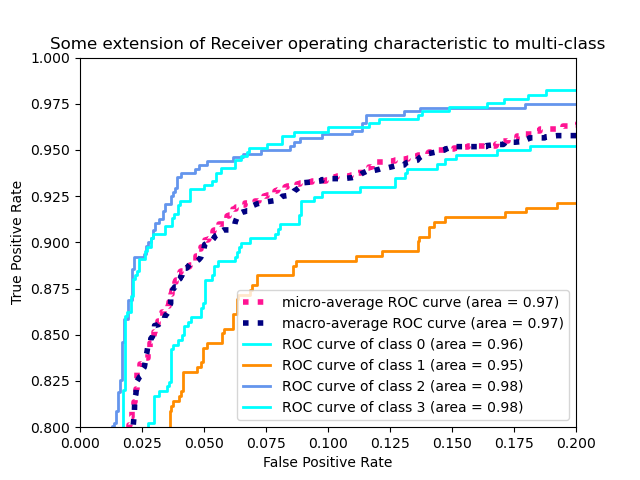 Some extension of Receiver operating characteristic to multi-class
True Positive Rate
1.000
0.975
0.950
0.925
0.900
0.875
0.850
0.825
0.800
micro-average ROC curve (area = 0.97)
macro-average ROC curve (area = 0.97)
ROC curve of class 0 (area = 0.96)
ROC curve of class 1 (area = 0.95)
ROC curve of class 2 (area = 0.98)
ROC curve of class 3 (area = 0.98)
0.000 0.025 0.050 0.075 0.100 0.125 0.150 0.175 0.200
False Positive Rate